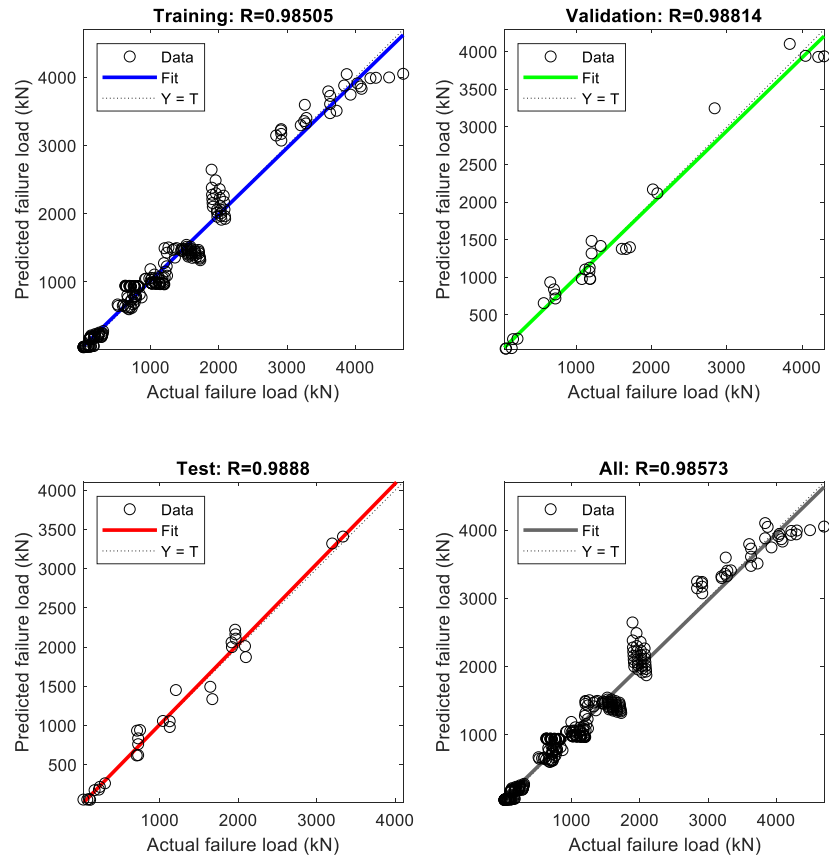 Training: R=0.98505
Data
Fit
Y = T
4000
3000
2000
1000
Predicted failure load (kN)
1000 2000 3000 4000
Actual failure load (kN)
Validation: R=0.98814
Data
Fit
Y = T
4000
3500
3000
2500
2000
1500
1000
500
Predicted failure load (kN)
1000 2000 3000 4000
Actual failure load (kN)
Test: R=0.9888
Data
Fit
Y = T
4000
3500
3000
2500
2000
1500
1000
500
Predicted failure load (kN)
1000 2000 3000 4000
Actual failure load (kN)
All: R=0.98573
Data
Fit
Y = T
4000
3000
2000
1000
Predicted failure load (kN)
1000 2000 3000 4000
Actual failure load (kN)